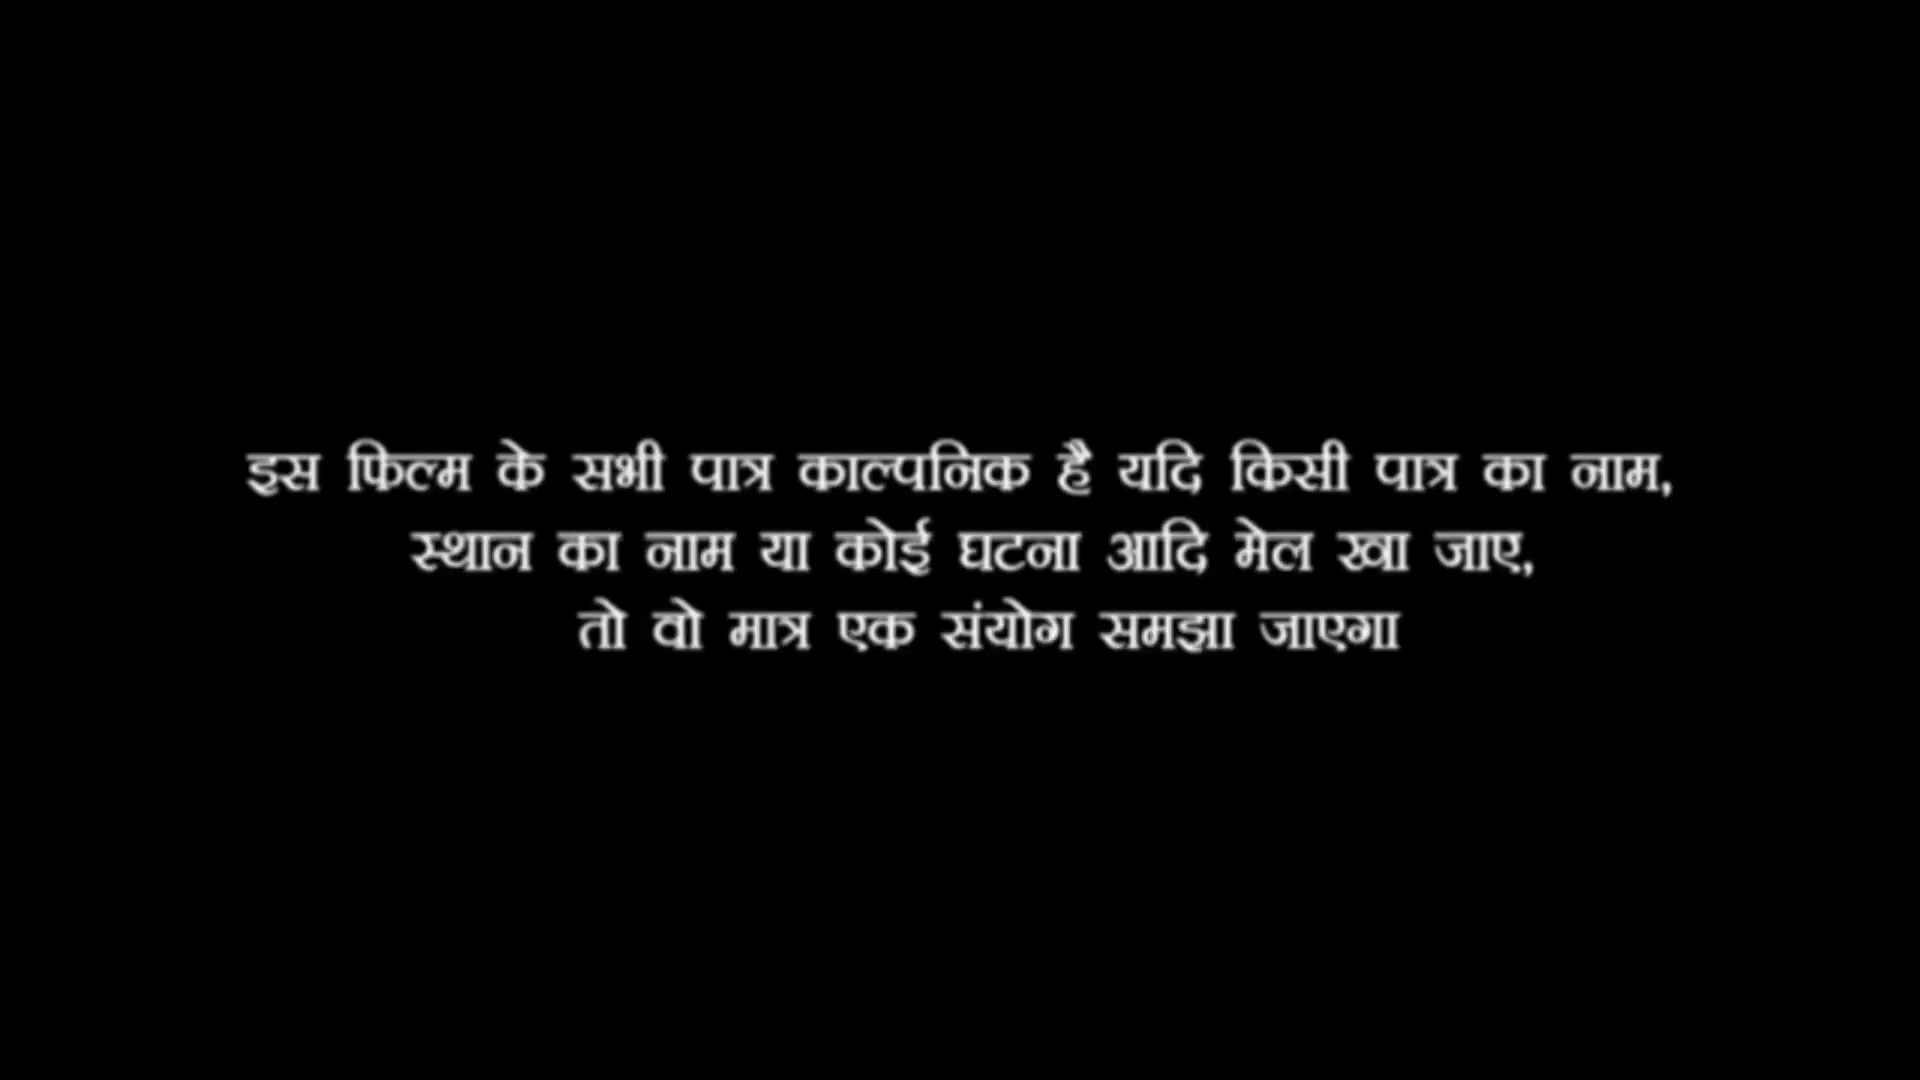 इस फिल्म के सभी पात्र काल्पनिक है यदि किसी पात्र का नाम,
स्थान का नाम या कोई घटना आदि मेल खा जाए,
तो वो मात्र एक संयोग समझा जाएगा